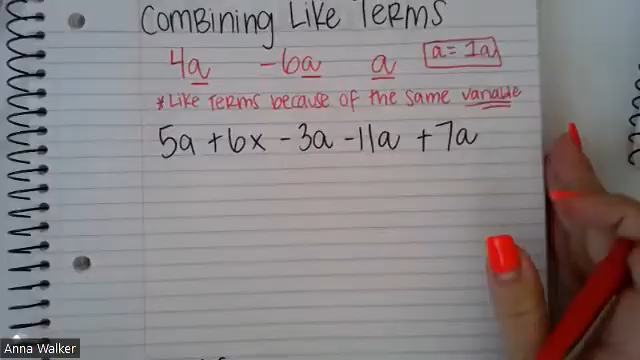 Combining Like Terms
4a -6a a a = 1a
*Like Terms because of the same variable
5a + 6x - 3a - 11a + 7a
Anna Walker